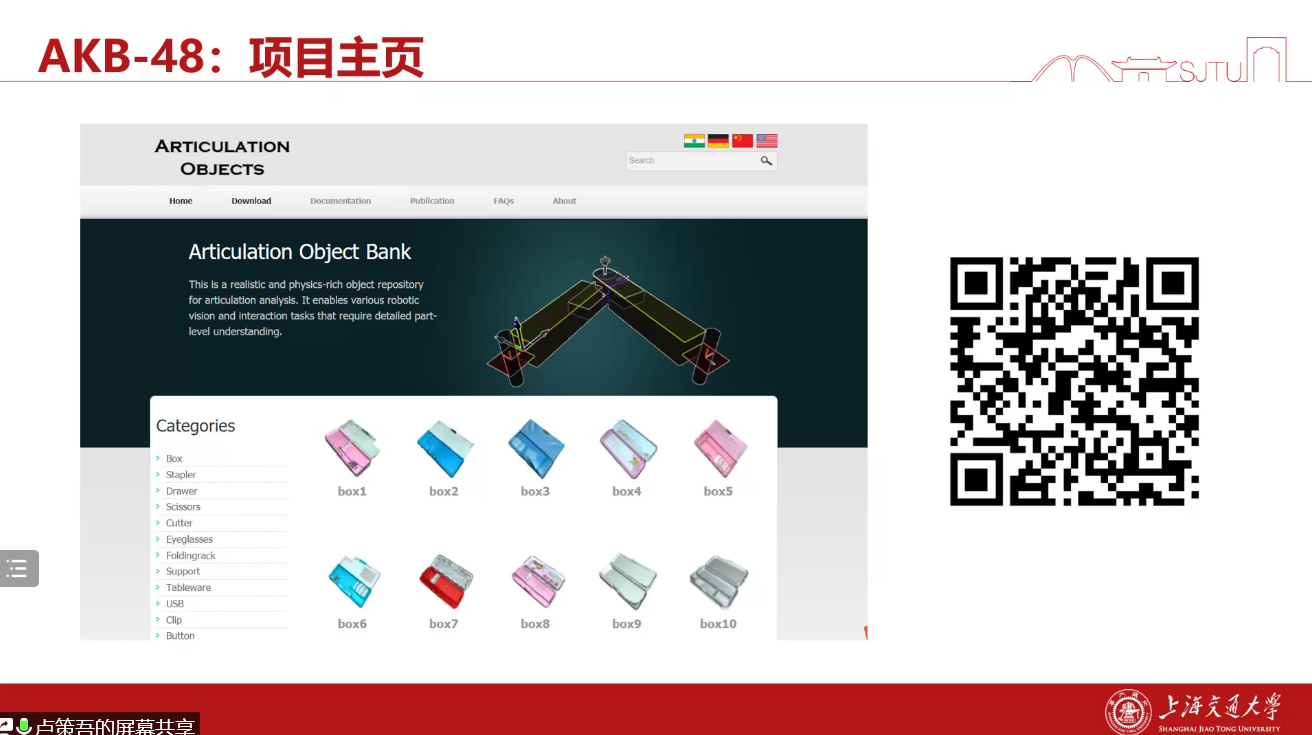 AKB-48：项目主页
SJTU
ARTICULATION
OBJECTS
Search
Home Download Documentation Publication FAQs About
Articulation Object Bank
This is a realistic and physics-rich object repository
for articulation analysis. It enables various robotic
vision and interaction tasks that require detailed part-
level understanding.
Categories
Box
Stapler
Drawer
Scissors
Cutter
Eyeglasses
Foldingrack
Support
Tableware
USB
Clip
Button
box1 box2 box3 box4 box5
box6 box7 box8 box9 box10
上海交通大学
SHANGHAI JIAO TONG UNIVERSITY
卢策吾的屏幕共享